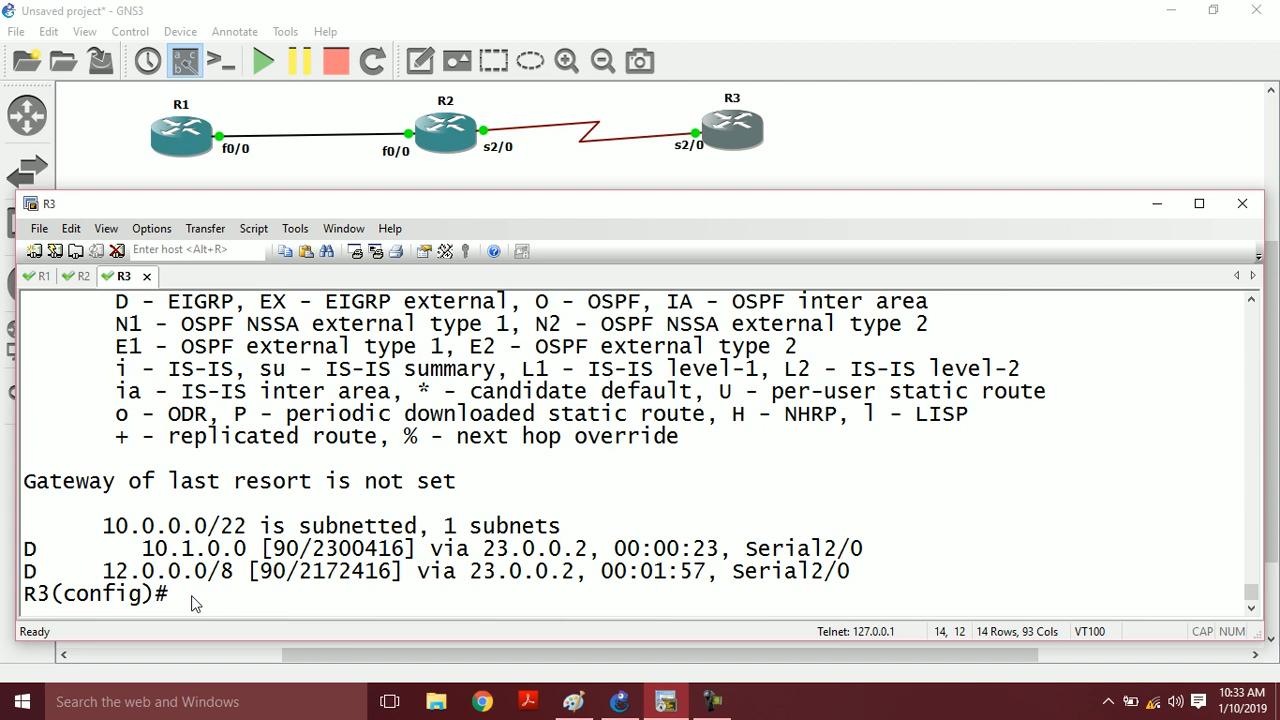 Unsaved project* - GNS3
File Edit View Control Device Annotate Tools Help
R1
R2
R3
f0/0
f0/0
s2/0
s2/0
R3
File Edit View Options Script Transfer Tools Window Help
Enter host <Alt+R>
R1 R2 R3
D - EIGRP, EX - EIGRP external, O - OSPF, IA - OSPF inter area
N1 - OSPF NSSA external type 1, N2 - OSPF NSSA external type 2
E1 - OSPF external type 1, E2 - OSPF external type 2
i - IS-IS, su - IS-IS summary, L1 - IS-IS level-1, L2 - IS-IS level-2
ia - IS-IS inter area, * - candidate default, U - per-user static route
o - ODR, P - periodic downloaded static route, H - NHRP, l - LISP
+ - replicated route, % - next hop override
Gateway of last resort is not set
10.0.0.0/22 is subnetted, 1 subnets
D 10.1.0.0 [90/2300416] via 23.0.0.2, 00:00:23, Serial2/0
D 12.0.0.0/8 [90/2172416] via 23.0.0.2, 00:01:57, Serial2/0
R3(config)#
Ready Telnet: 127.0.0.1 14, 12 14 Rows, 93 Cols VT100 CAP NUM
Search the web and Windows
10:33 AM
1/10/2019